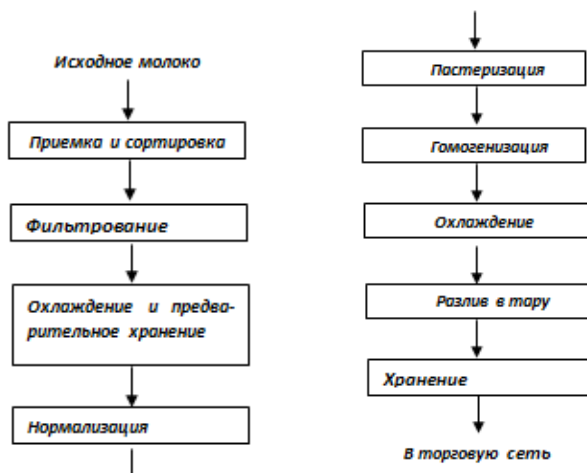 Исходное молоко
Приемка и сортировка
Фильтрование
Охлаждение и предва-
рительное хранение
Нормализация
Пастеризация
Гомогенизация
Охлаждение
Разлив в тару
Хранение
В торговую сеть